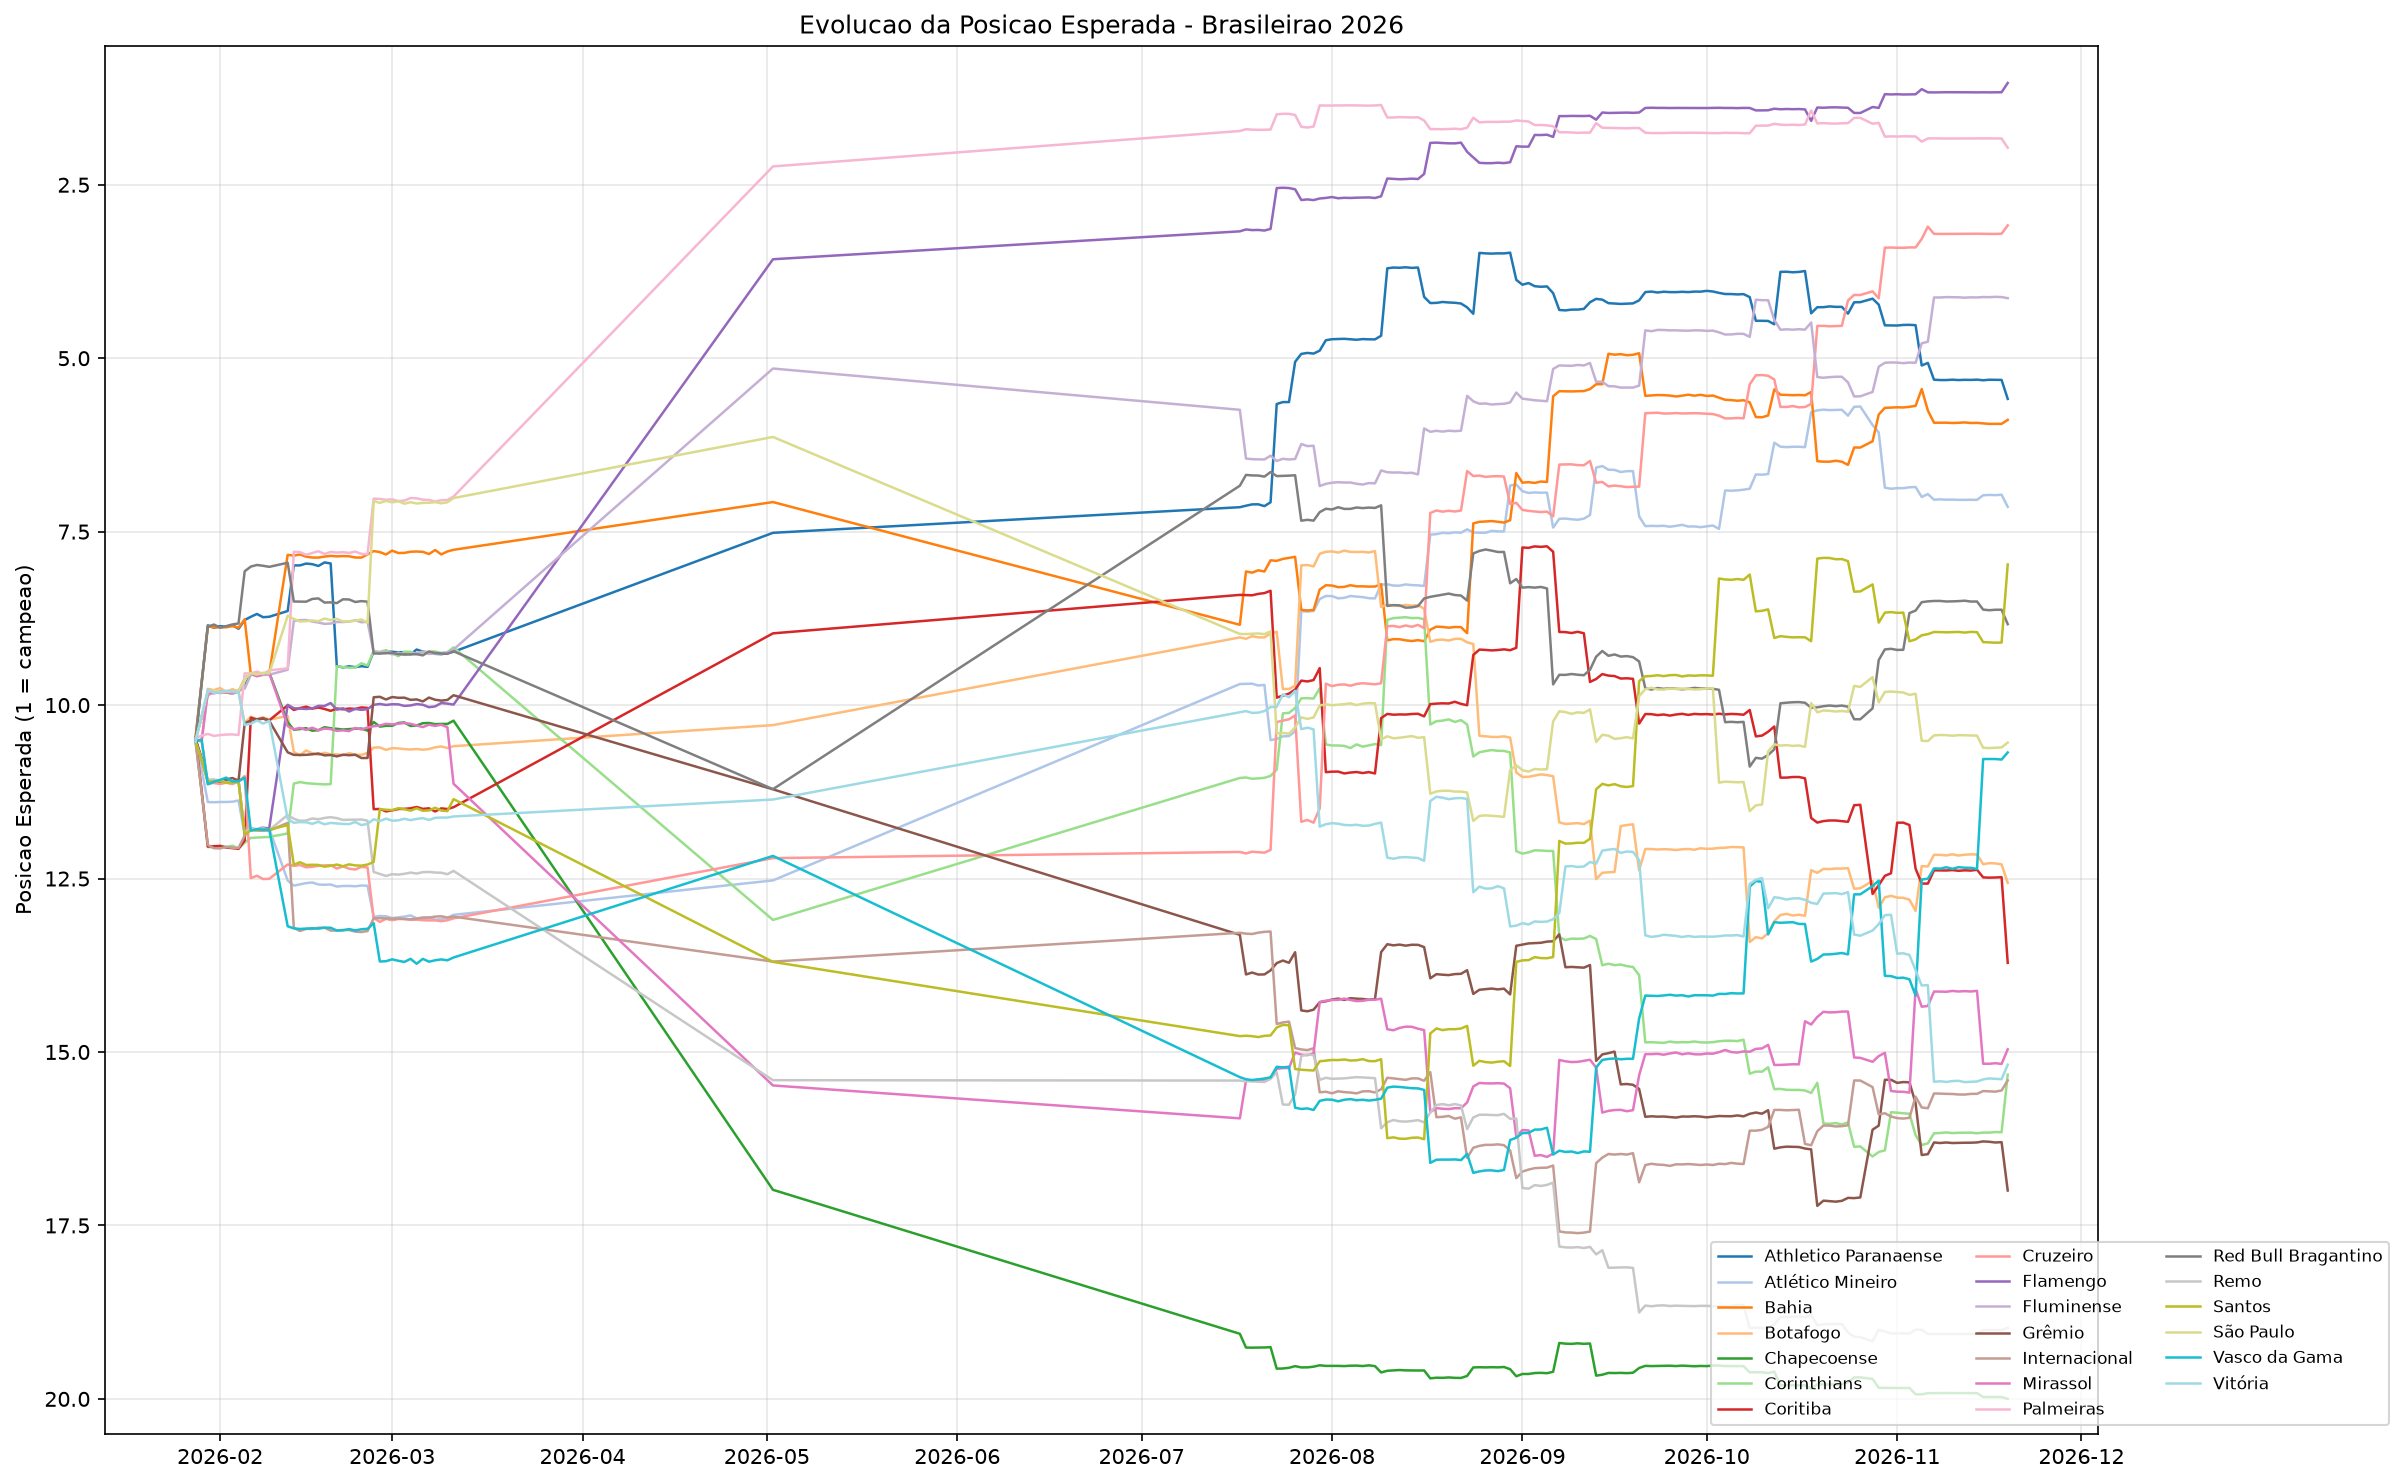 Evolucao da Posicao Esperada - Brasileirao 2026
Posicao Esperada (1 = campeao)
2.5
5.0
7.5
10.0
12.5
15.0
17.5
20.0
2026-02
2026-03
2026-04
2026-05
2026-06
2026-07
2026-08
2026-09
2026-10
2026-11
2026-12
Athletico Paranaense
Atlético Mineiro
Bahia
Botafogo
Chapecoense
Corinthians
Coritiba
Cruzeiro
Flamengo
Fluminense
Grêmio
Internacional
Mirassol
Palmeiras
Red Bull Bragantino
Remo
Santos
São Paulo
Vasco da Gama
Vitória